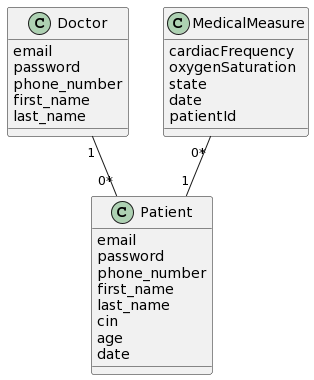 C Doctor
email
password
phone_number
first_name
last_name
C MedicalMeasure
cardiacFrequency
oxygenSaturation
state
date
patientId
1
0*
0*
1
C Patient
email
password
phone_number
first_name
last_name
cin
age
date